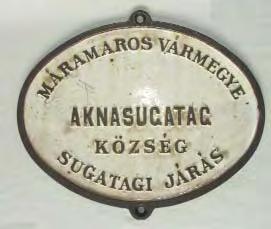 MÁRAMAROS VÁRMEGYE
AKNASUGATAG
KÖZSÉG
SUGATAGI JÁRÁS